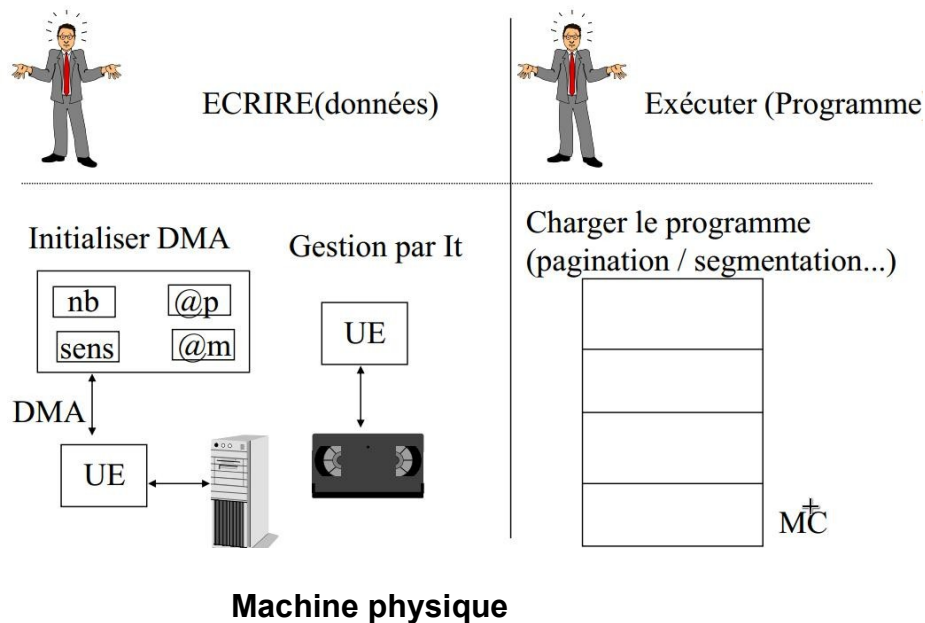 ECRIRE(données)
Exécuter (Programme)
Initialiser DMA
nb
@p
sens
@m
DMA
UE
Gestion par It
UE
Charger le programme
(pagination / segmentation...)
MC
Machine physique